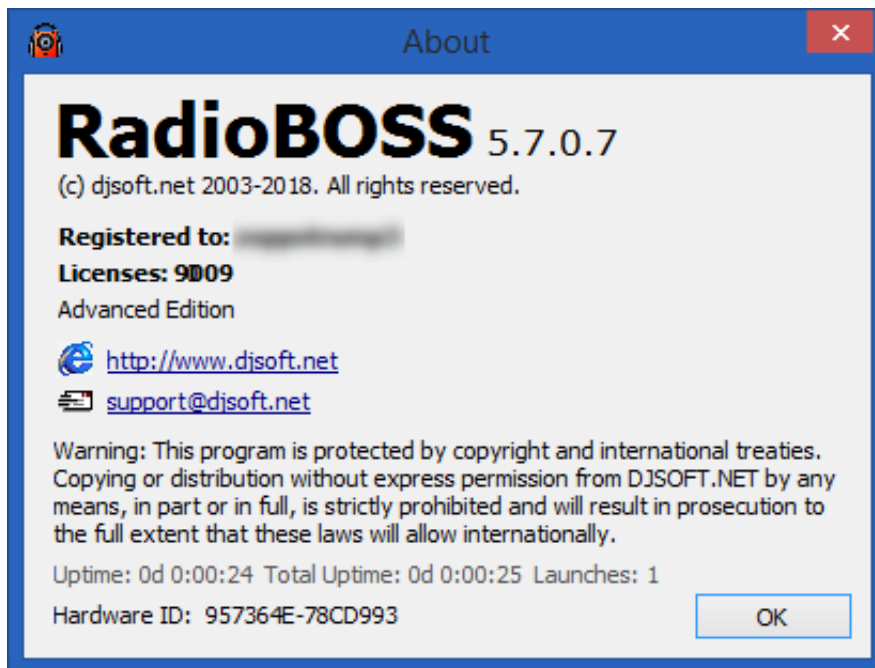 About
RadioBOSS 5.7.0.7
(c) djsoft.net 2003-2018. All rights reserved.
Registered to:
Licenses:
Advanced Edition
http://www.djsoft.net
support@djsoft.net
Warning: This program is protected by copyright and international treaties.
Copying or distribution without express permission from DJSOFT.NET by any
means, in part or in full, is strictly prohibited and will result in prosecution to
the full extent that these laws will allow internationally.
Uptime: 0d 0:00:24 Total Uptime: 0d 0:00:25 Launches: 1
Hardware ID: 957364E-78CD993
OK